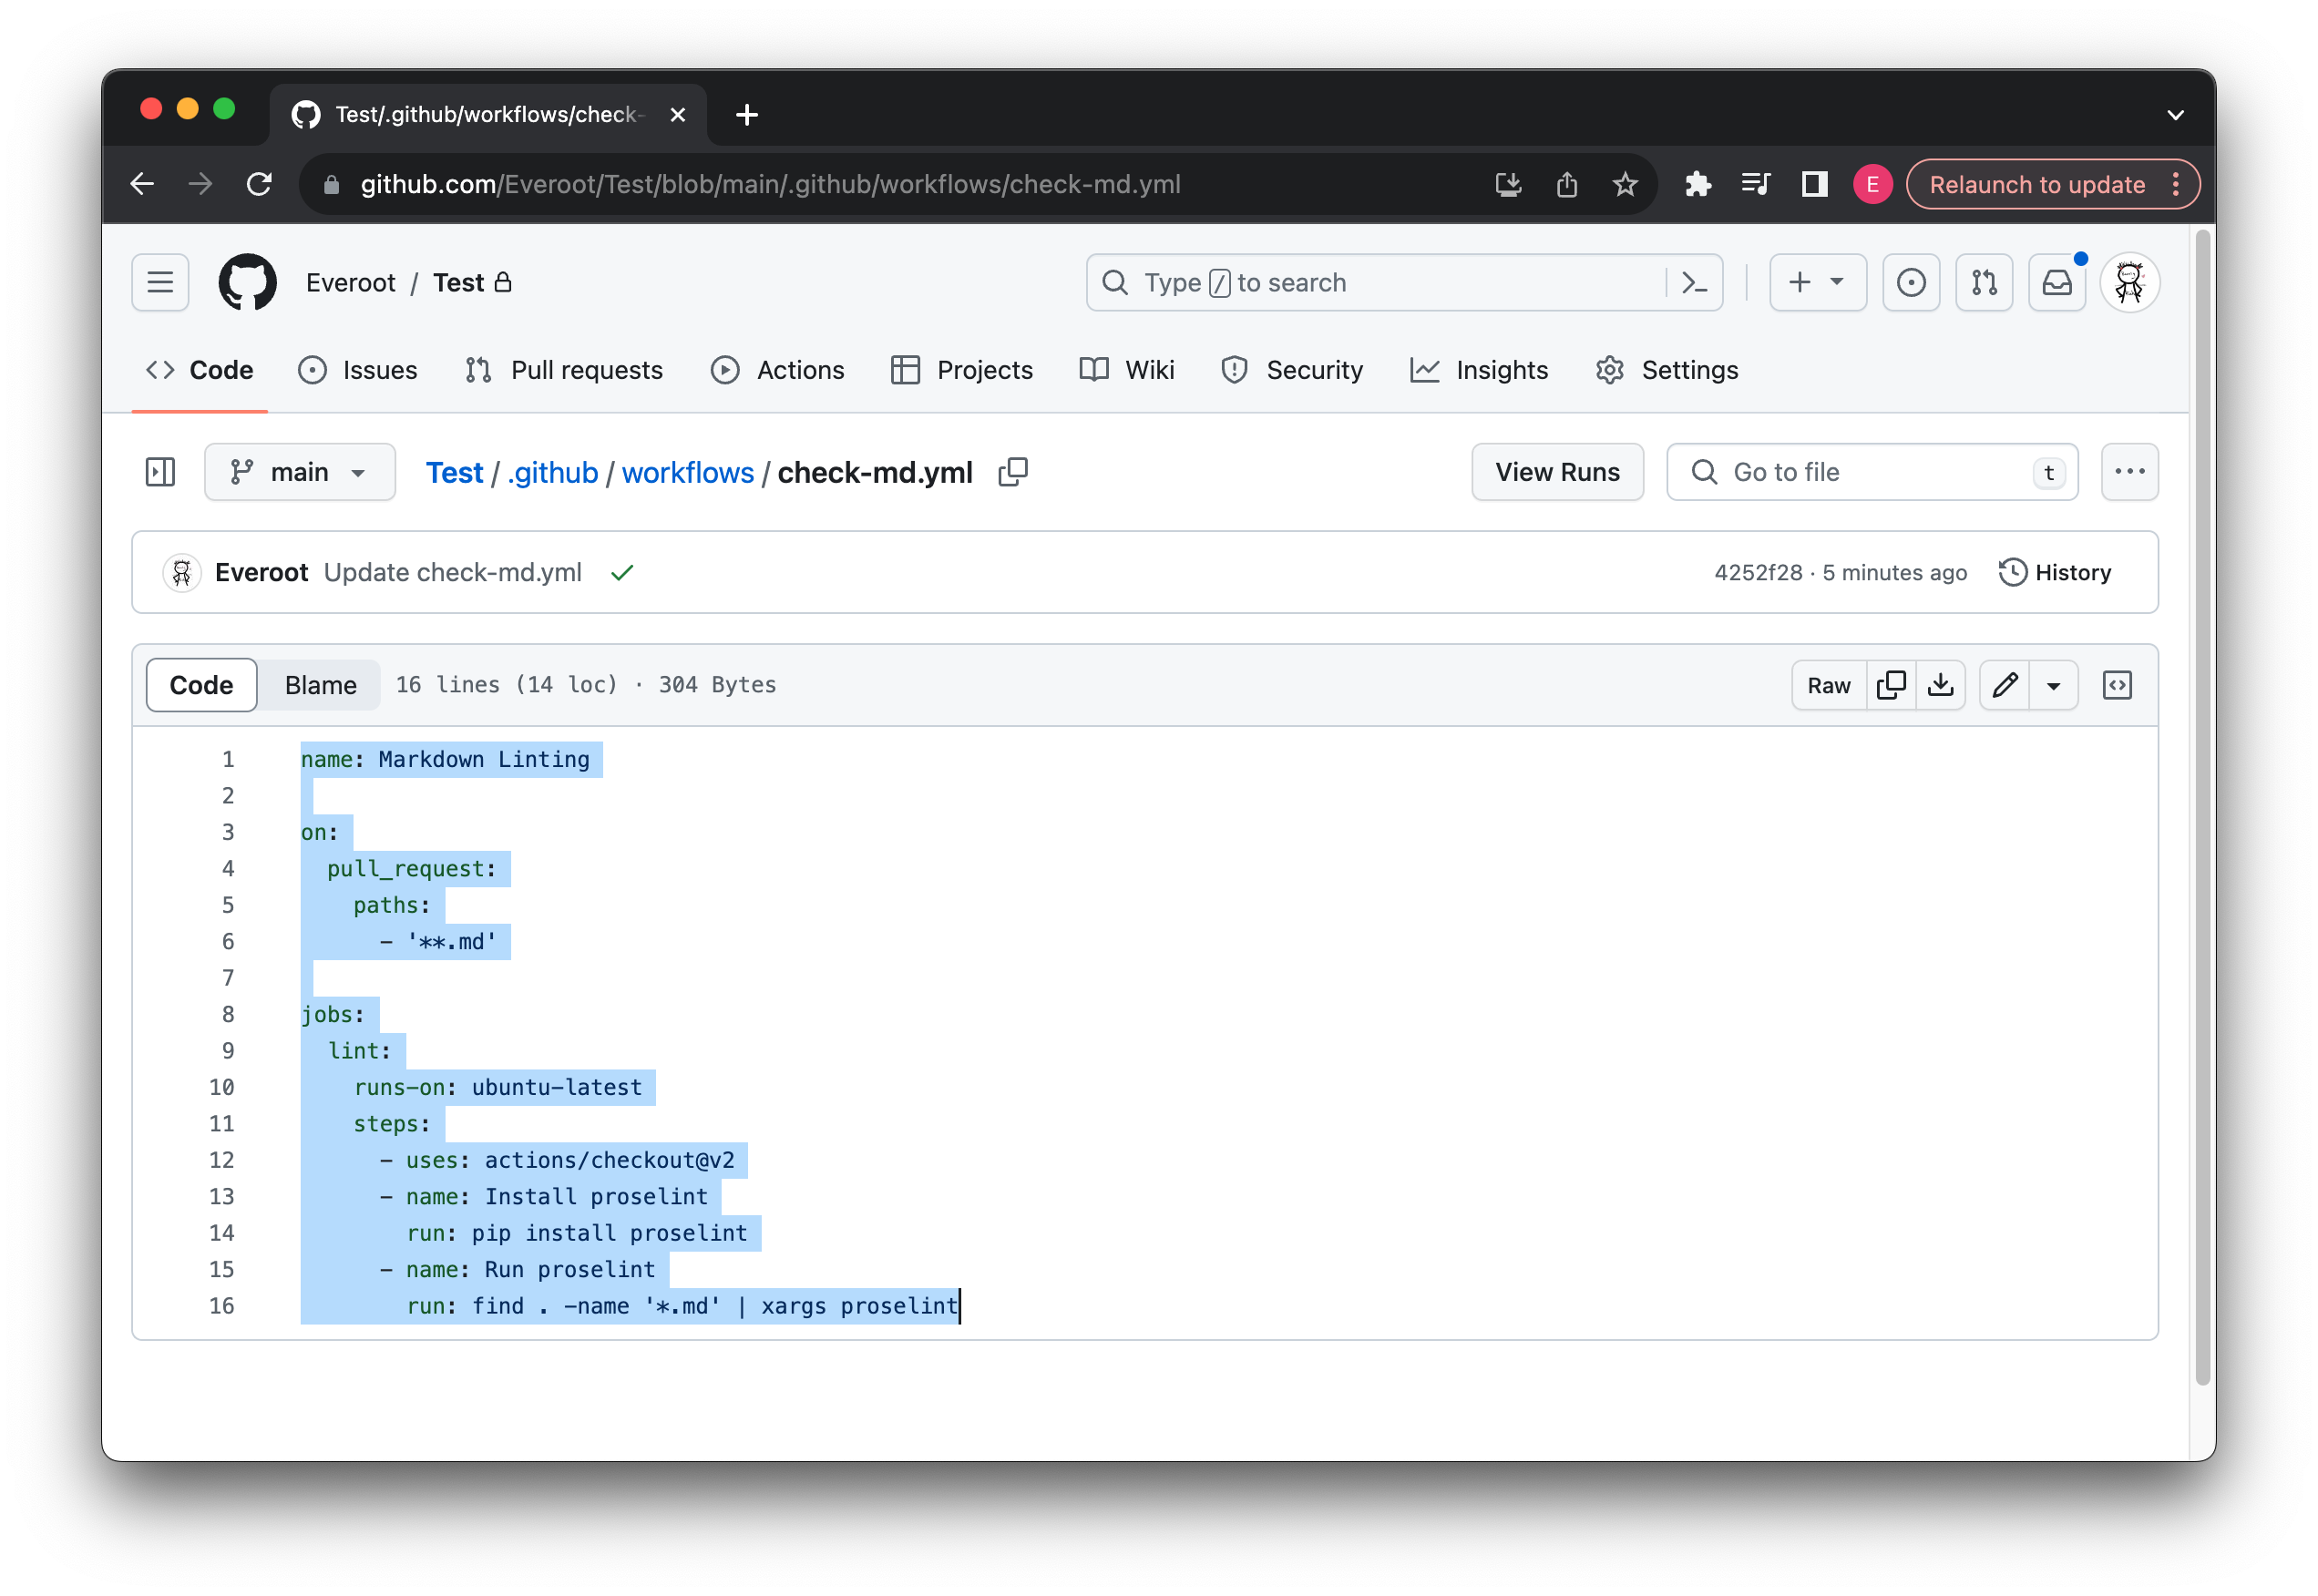 Test/.github/workflows/check-
github.com/Everoot/Test/blob/main/.github/workflows/check-md.yml
E
Relaunch to update
Everoot / Test
Type / to search
Code Issues Pull requests Actions Projects Wiki Security Insights Settings
main
Test / .github / workflows / check-md.yml
View Runs
Go to file
t
Everoot Update check-md.yml
4252f28 · 5 minutes ago
History
Code
Blame
16 lines (14 loc) · 304 Bytes
Raw
1 name: Markdown Linting
2
3 on:
4   pull_request:
5     paths:
6       - '**.md'
7
8 jobs:
9   lint:
10     runs-on: ubuntu-latest
11     steps:
12       - uses: actions/checkout@v2
13       - name: Install proselint
14         run: pip install proselint
15       - name: Run proselint
16         run: find . -name '*.md' | xargs proselint